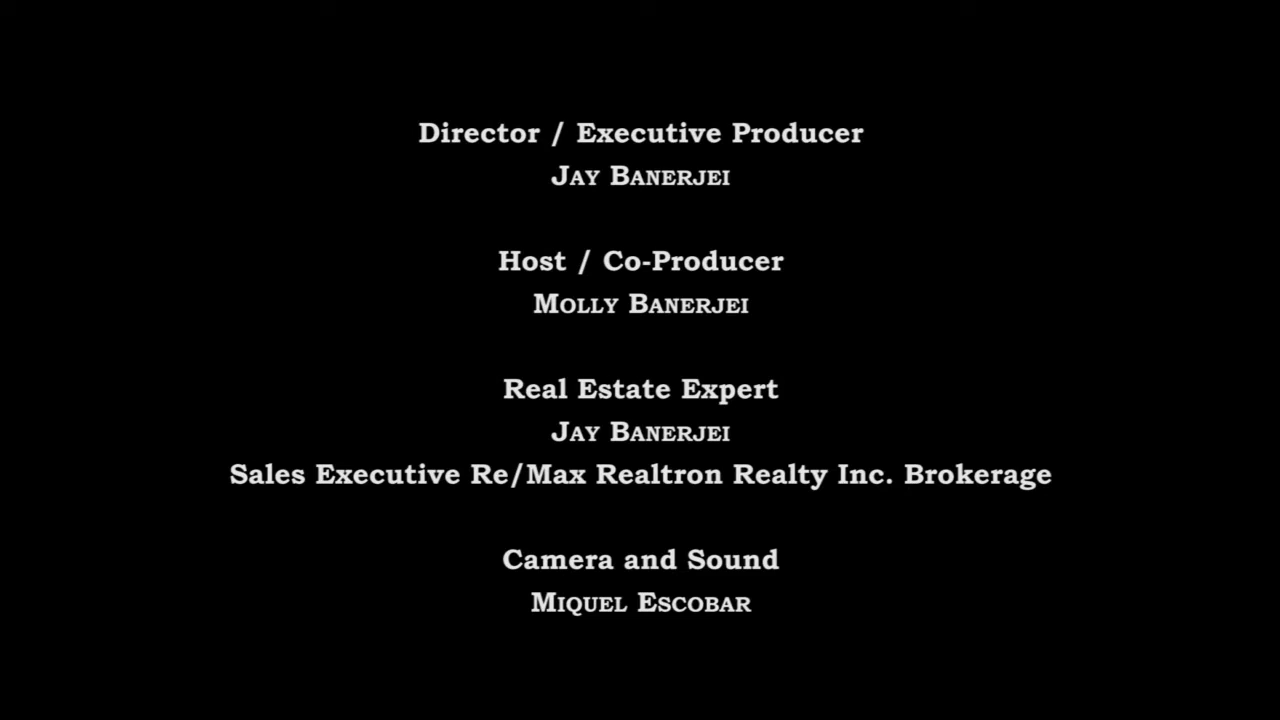 Director / Executive Producer
Jay Banerjei
Host / Co-Producer
Molly Banerjei
Real Estate Expert
Jay Banerjei
Sales Executive Re/Max Realtron Realty Inc. Brokerage
Camera and Sound
Miquel Escobar